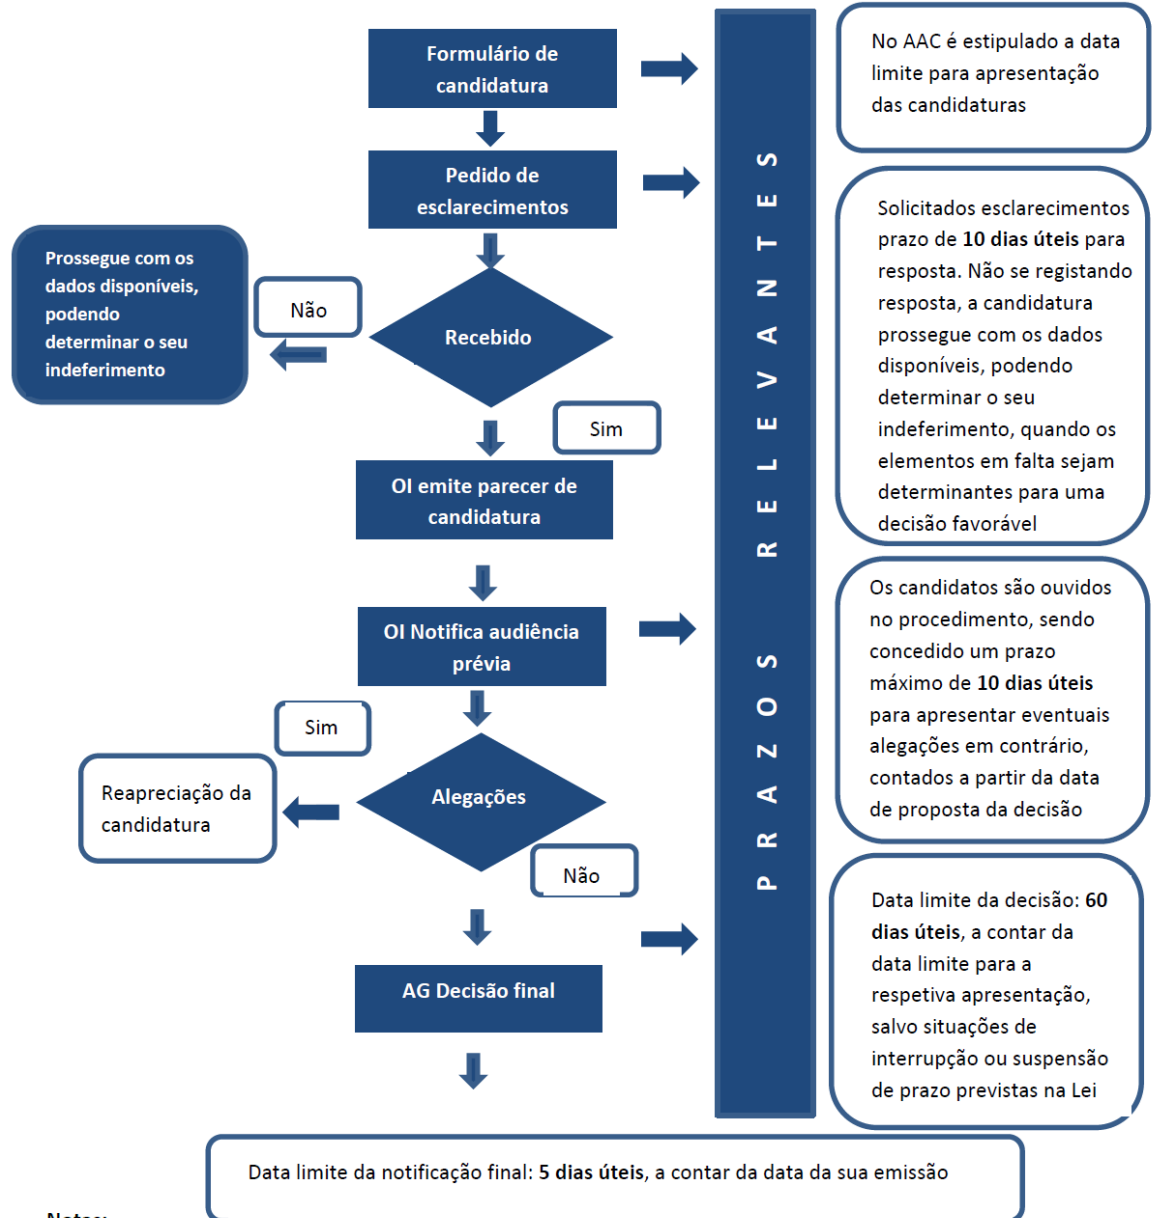 Formulário de
candidatura
No AAC é estipulado a data
limite para apresentação
das candidaturas
Pedido de
esclarecimentos
Solicitados esclarecimentos
prazo de 10 dias úteis para
resposta. Não se registando
resposta, a candidatura
prossegue com os dados
disponíveis, podendo
determinar o seu
indeferimento, quando os
elementos em falta sejam
determinantes para uma
decisão favorável
Prossegue com os
dados disponíveis,
podendo
determinar o seu
indeferimento
Não
Recebido
Sim
OI emite parecer de
candidatura
OI Notifica audiência
prévia
Os candidatos são ouvidos
no procedimento, sendo
concedido um prazo
máximo de 10 dias úteis
para apresentar eventuais
alegações em contrário,
contados a partir da data
de proposta da decisão
Sim
Reapreciação da
candidatura
Alegações
Não
AG Decisão final
Data limite da decisão: 60
dias úteis, a contar da
data limite para a
respetiva apresentação,
salvo situações de
interrupção ou suspensão
de prazo previstas na Lei
PRAZOS RELEVANTES
Data limite da notificação final: 5 dias úteis, a contar da data da sua emissão
Notas: